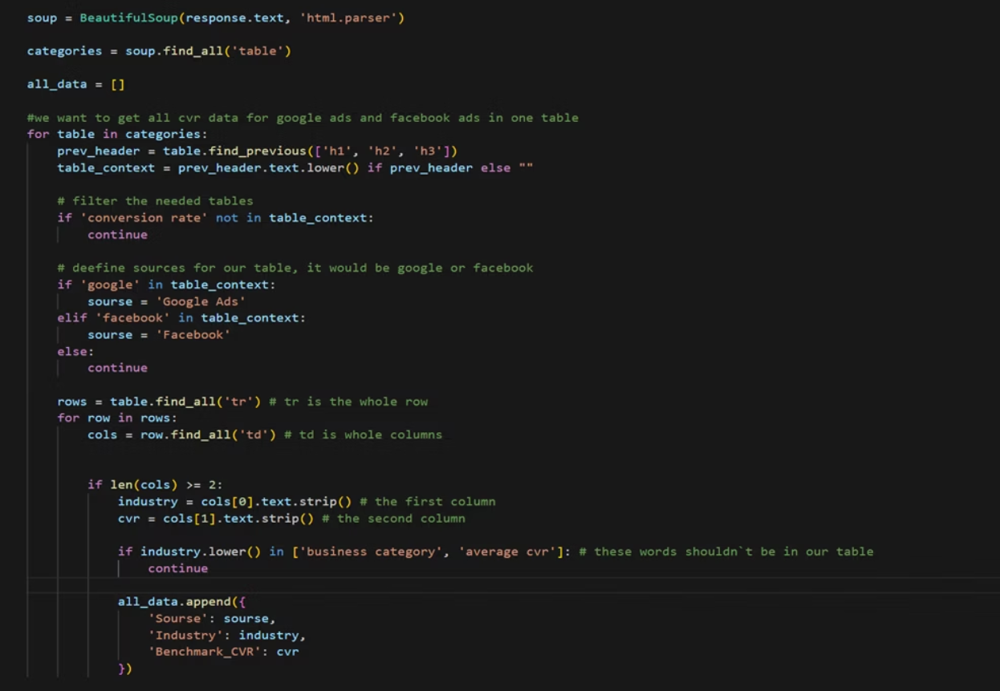 soup = BeautifulSoup(response.text, 'html.parser')
categories = soup.find_all('table')
all_data = []
#we want to get all cvr data for google ads and facebook ads in one table
for table in categories:
    prev_header = table.find_previous(['h1', 'h2', 'h3'])
    table_context = prev_header.text.lower() if prev_header else ""
    # filter the needed tables
    if 'conversion rate' not in table_context:
        continue
    # deefine sources for our table, it would be google or facebook
    if 'google' in table_context:
        sourse = 'Google Ads'
    elif 'facebook' in table_context:
        sourse = 'Facebook'
    else:
        continue
    rows = table.find_all('tr') # tr is the whole row
    for row in rows:
        cols = row.find_all('td') # td is whole columns
        if len(cols) >= 2:
            industry = cols[0].text.strip() # the first column
            cvr = cols[1].text.strip() # the second column
            if industry.lower() in ['business category', 'average cvr']: # these words shouldn`t be in our table
                continue
            all_data.append({
                'Sourse': sourse,
                'Industry': industry,
                'Benchmark_CVR': cvr
            })